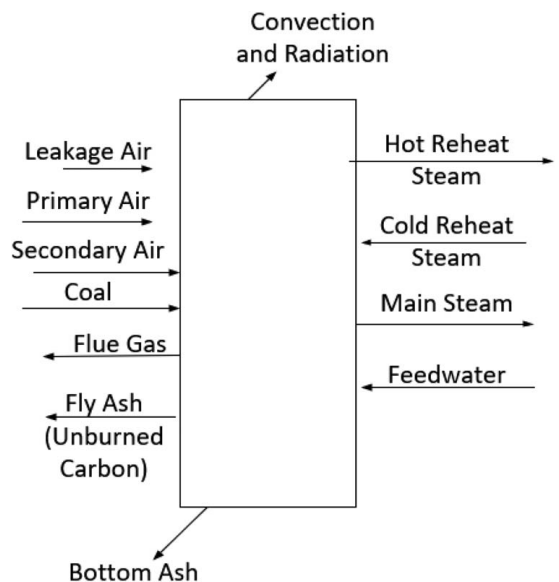 Convection
and Radiation
Leakage Air
Primary Air
Secondary Air
Coal
Flue Gas
Fly Ash
(Unburned
Carbon)
Bottom Ash
Hot Reheat
Steam
Cold Reheat
Steam
Main Steam
Feedwater